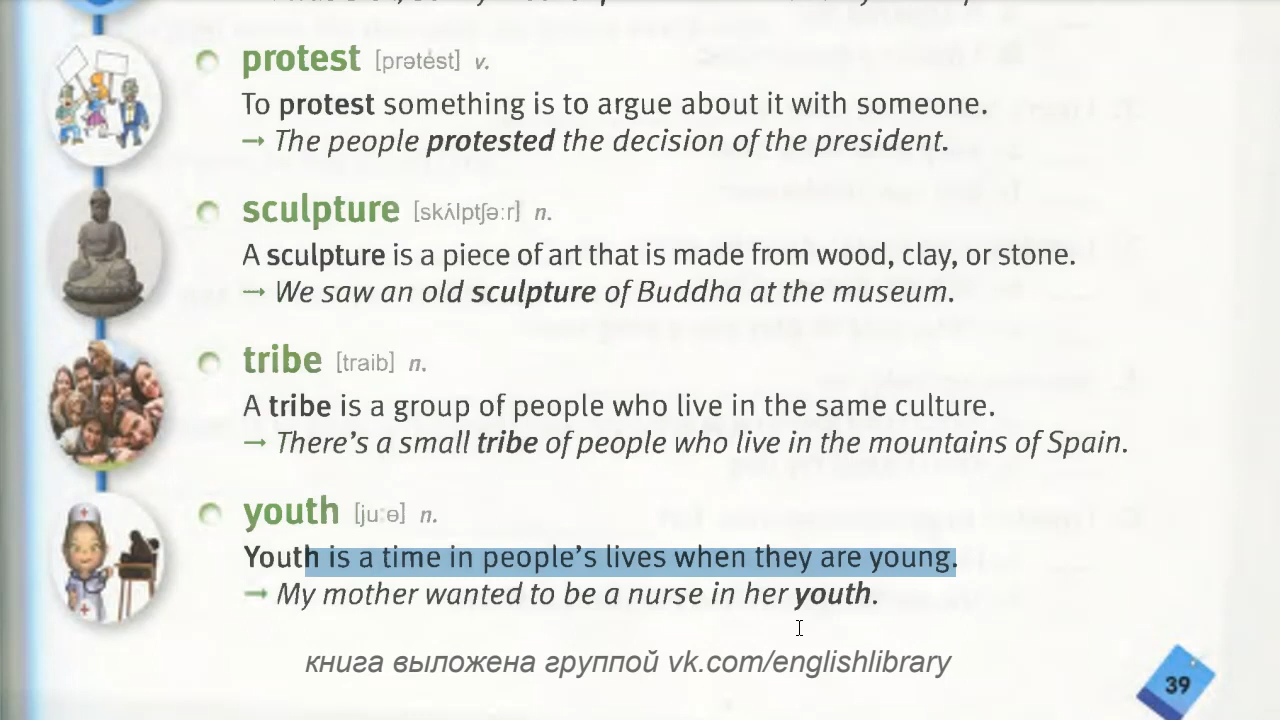 protest [prətést] v.
To protest something is to argue about it with someone.
→ The people protested the decision of the president.
sculpture [skʌ́lptʃəːr] n.
A sculpture is a piece of art that is made from wood, clay, or stone.
→ We saw an old sculpture of Buddha at the museum.
tribe [traib] n.
A tribe is a group of people who live in the same culture.
→ There's a small tribe of people who live in the mountains of Spain.
youth [juːɵ] n.
Youth is a time in people's lives when they are young.
→ My mother wanted to be a nurse in her youth.
книга выложена группой vk.com/englishlibrary
39